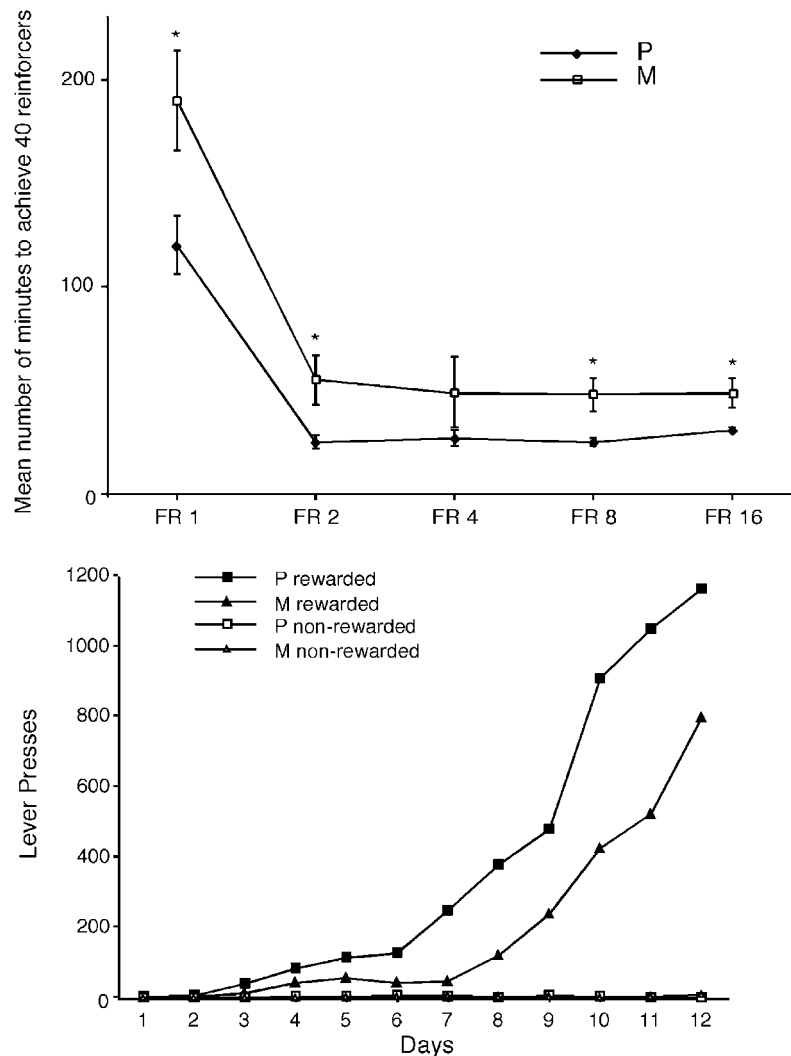 Mean number of minutes to achieve 40 reinforcers
200
100
0
*
*
*
*
P
M
FR 1 FR 2 FR 4 FR 8 FR 16
Lever Presses
1200
1000
800
600
400
200
0
P rewarded
M rewarded
P non-rewarded
M non-rewarded
1 2 3 4 5 6 7 8 9 10 11 12
Days